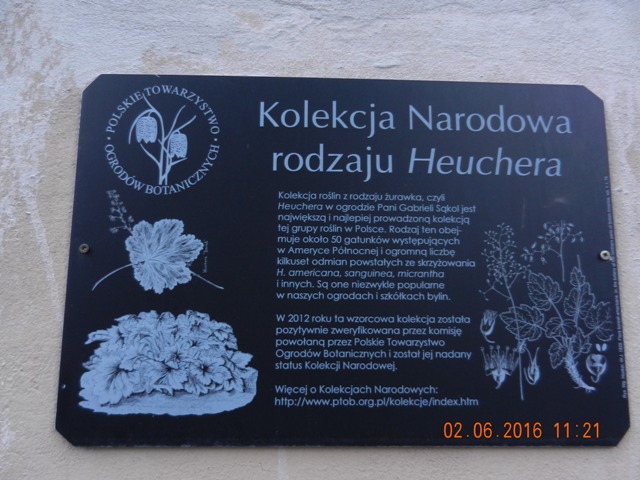 POLSKIE TOWARZYSTWO
OGRODÓW BOTANICZNYCH
Kolekcja Narodowa
rodzaju Heuchera
Kolekcja roślin z rodzaju żurawka, czyli
Heuchera w ogrodzie Pani Gabrieli Sąkol jest
największą i najlepiej prowadzoną kolekcją
tej grupy roślin w Polsce. Rodzaj ten obej-
muje około 50 gatunków występujących
w Ameryce Północnej i ogromną liczbę
kilkuset odmian powstałych ze skrzyżowania
H. americana, sanguinea, micrantha
i innych. Są one niezwykle popularne
w naszych ogrodach i szkółkach bylin.
W 2012 roku ta wzorcowa kolekcja została
pozytywnie zweryfikowana przez komisję
powołaną przez Polskie Towarzystwo
Ogrodów Botanicznych i został jej nadany
status Kolekcji Narodowej.
Więcej o Kolekcjach Narodowych:
http://www.ptob.org.pl/kolekcje/index.htm
02.06.2016 11:21